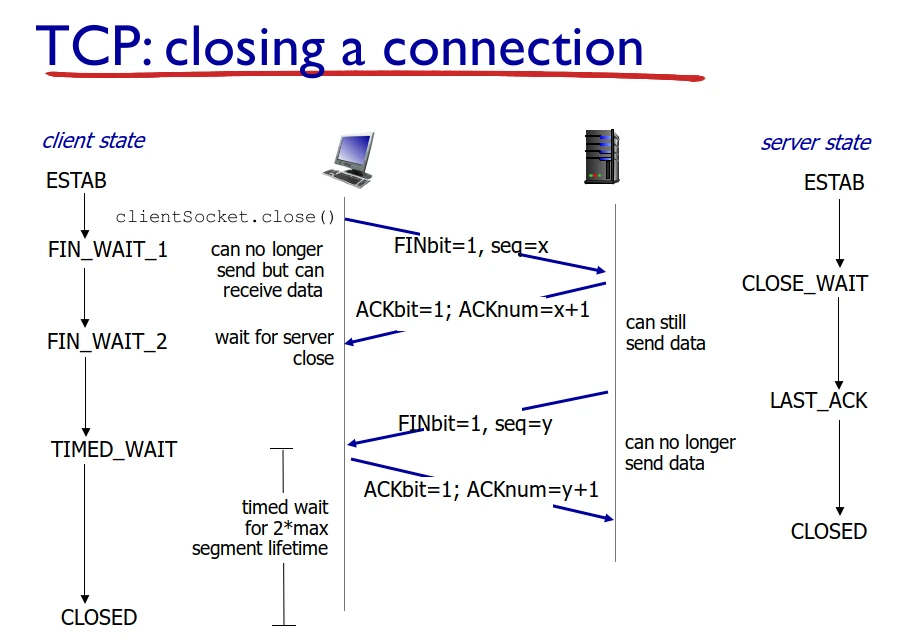 TCP: closing a connection
client state
server state
ESTAB
ESTAB
clientSocket.close()
FIN_WAIT_1
can no longer
send but can
receive data
FINbit=1, seq=x
CLOSE_WAIT
ACKbit=1; ACKnum=x+1
can still
send data
FIN_WAIT_2
wait for server
close
LAST_ACK
FINbit=1, seq=y
can no longer
send data
TIMED_WAIT
ACKbit=1; ACKnum=y+1
timed wait
for 2*max
segment lifetime
CLOSED
CLOSED